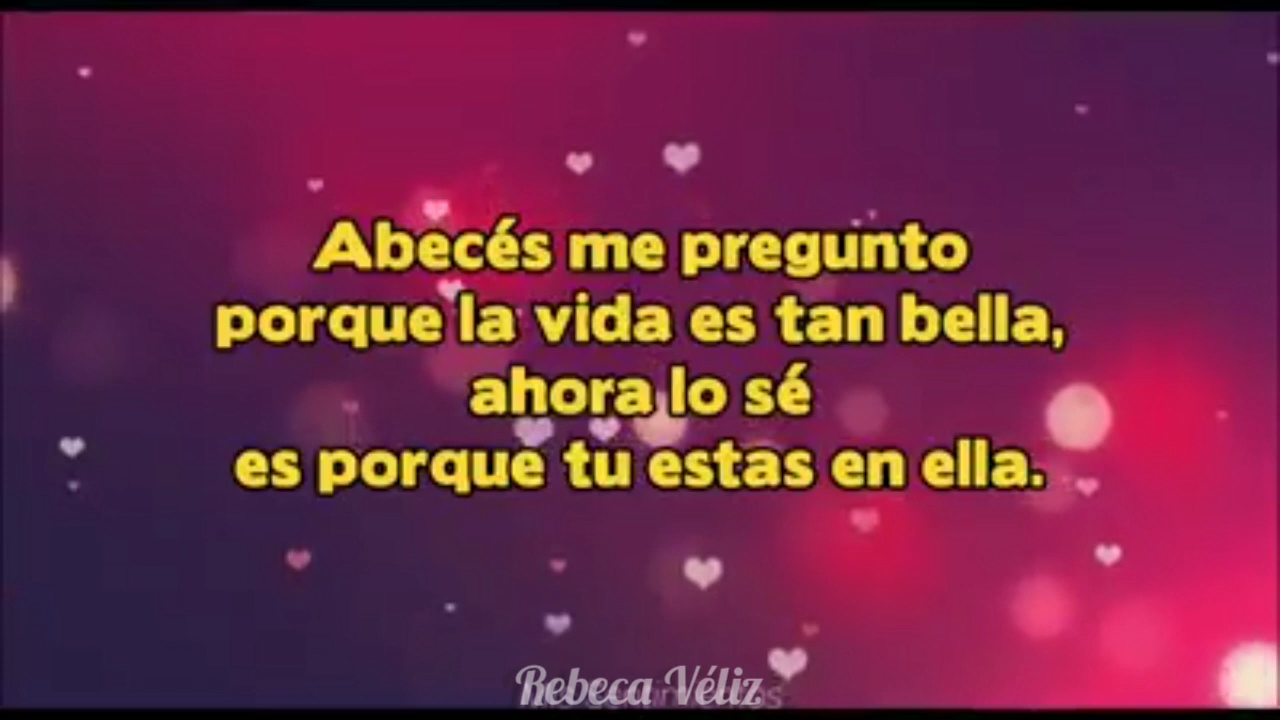 Abecés me pregunto
porque la vida es tan bella,
ahora lo sé
es porque tu estas en ella.
Rebeca Véliz